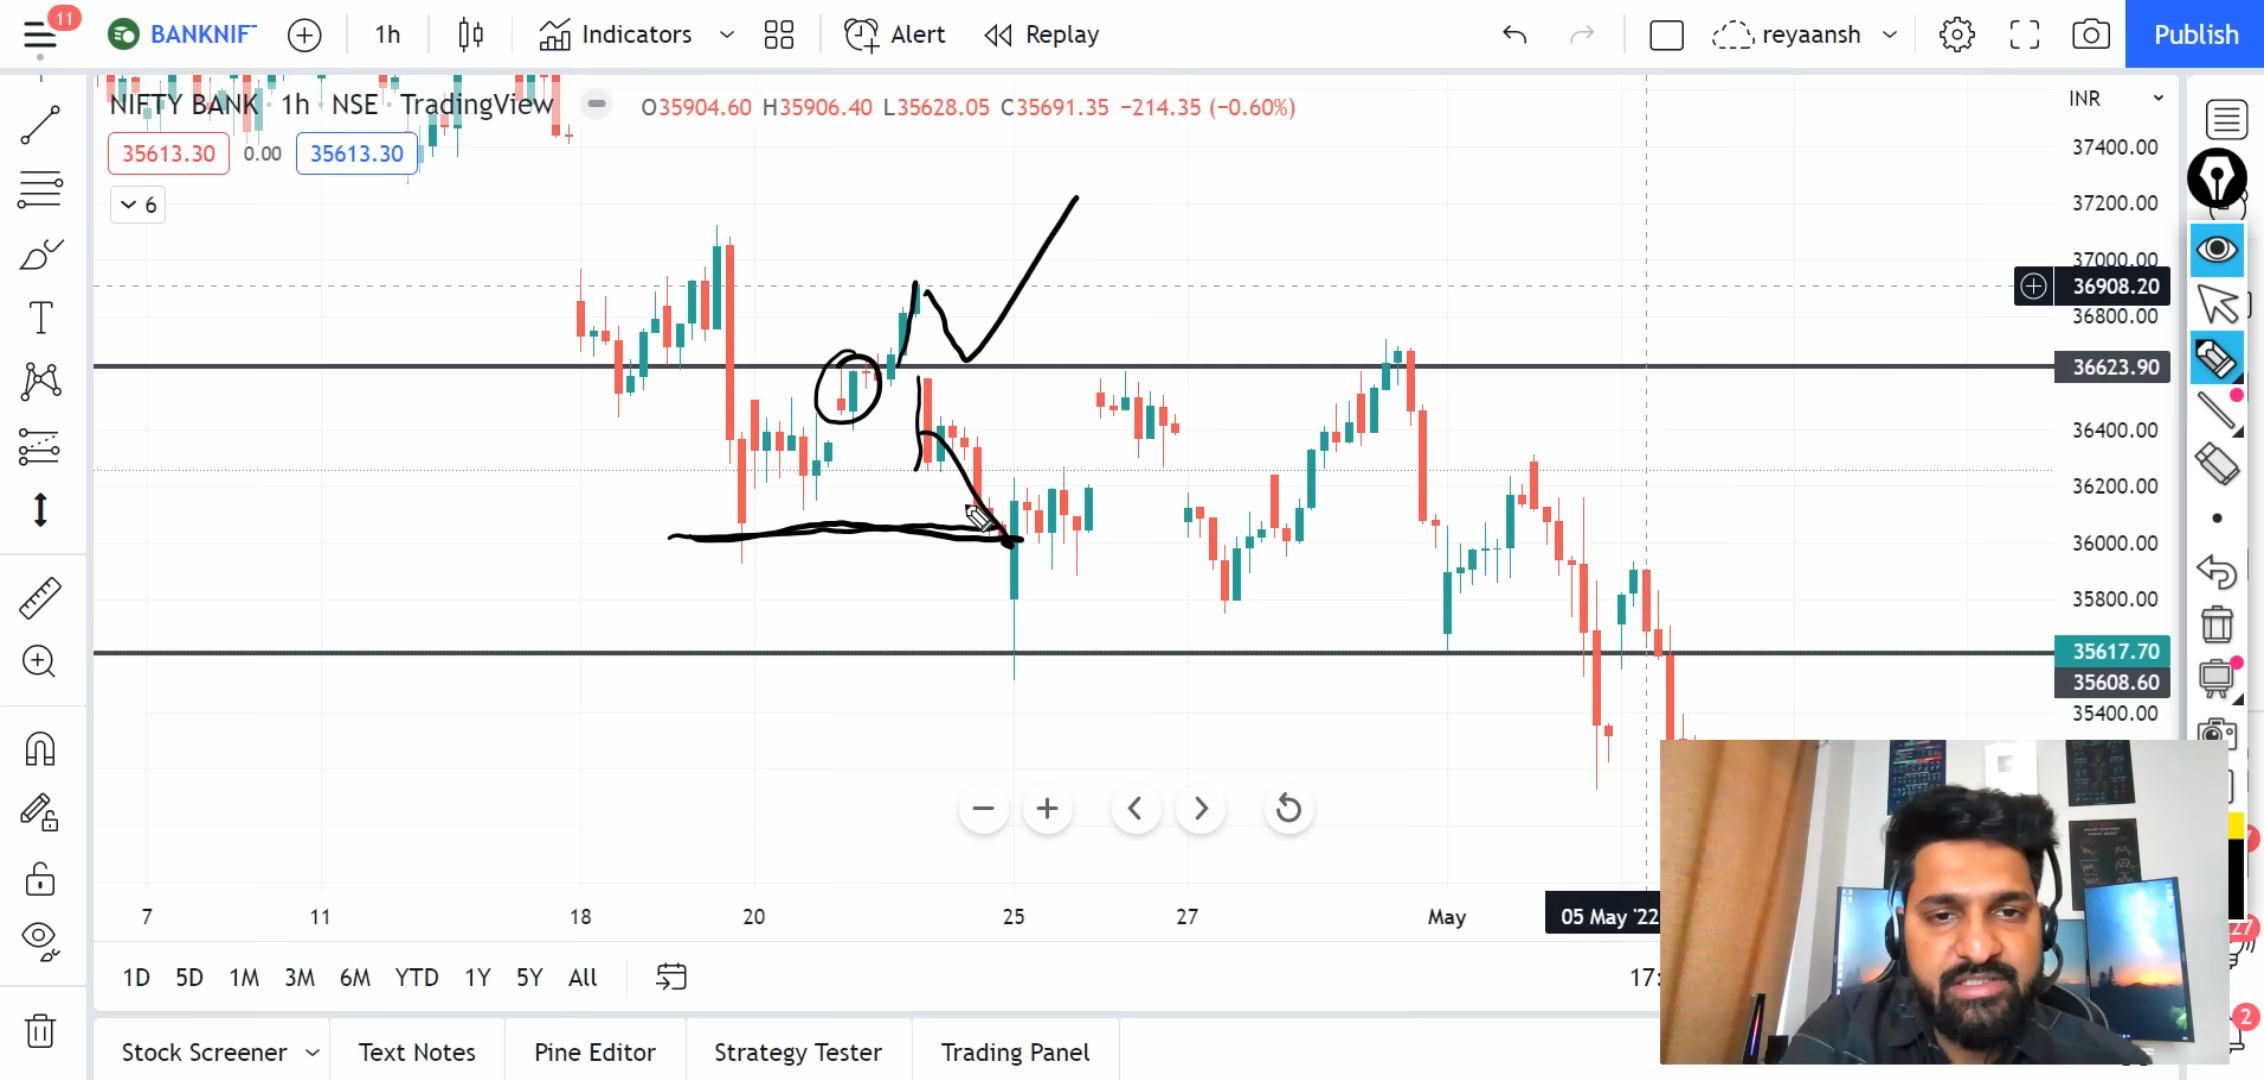 11
BANKNIF
1h
Indicators
Alert
Replay
reyaansh
Publish
NIFTY BANK · 1h · NSE · TradingView
O35904.60 H35906.40 L35628.05 C35691.35 −214.35 (−0.60%)
INR
35613.30
0.00
35613.30
6
37400.00
37200.00
37000.00
36908.20
36800.00
36623.90
36400.00
36200.00
36000.00
35800.00
35617.70
35608.60
35400.00
7
11
18
20
25
27
May
05 May '22
1D 5D 1M 3M 6M YTD 1Y 5Y All
17:
27
2
Stock Screener
Text Notes
Pine Editor
Strategy Tester
Trading Panel